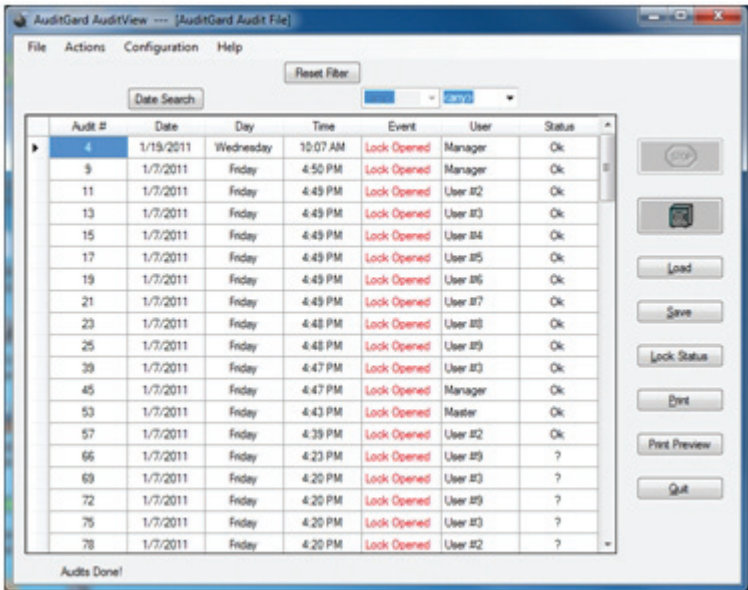 AuditGard AuditView --- [AuditGard Audit File]
File Actions Configuration Help
Reset Filter
Date Search <any>
Audit # Date Day Time Event User Status
4 1/19/2011 Wednesday 10:07 AM Lock Opened Manager Ok
9 1/7/2011 Friday 4:50 PM Lock Opened Manager Ok
11 1/7/2011 Friday 4:49 PM Lock Opened User #2 Ok
13 1/7/2011 Friday 4:49 PM Lock Opened User #3 Ok
15 1/7/2011 Friday 4:49 PM Lock Opened User #4 Ok
17 1/7/2011 Friday 4:49 PM Lock Opened User #5 Ok
19 1/7/2011 Friday 4:49 PM Lock Opened User #6 Ok
21 1/7/2011 Friday 4:49 PM Lock Opened User #7 Ok
23 1/7/2011 Friday 4:48 PM Lock Opened User #8 Ok
25 1/7/2011 Friday 4:48 PM Lock Opened User #9 Ok
39 1/7/2011 Friday 4:47 PM Lock Opened User #3 Ok
45 1/7/2011 Friday 4:47 PM Lock Opened Manager Ok
53 1/7/2011 Friday 4:43 PM Lock Opened Master Ok
57 1/7/2011 Friday 4:39 PM Lock Opened User #2 Ok
66 1/7/2011 Friday 4:23 PM Lock Opened User #9 ?
69 1/7/2011 Friday 4:20 PM Lock Opened User #3 ?
72 1/7/2011 Friday 4:20 PM Lock Opened User #9 ?
75 1/7/2011 Friday 4:20 PM Lock Opened User #3 ?
78 1/7/2011 Friday 4:20 PM Lock Opened User #2 ?
STOP
Load
Save
Lock Status
Print
Print Preview
Quit
Audits Done!